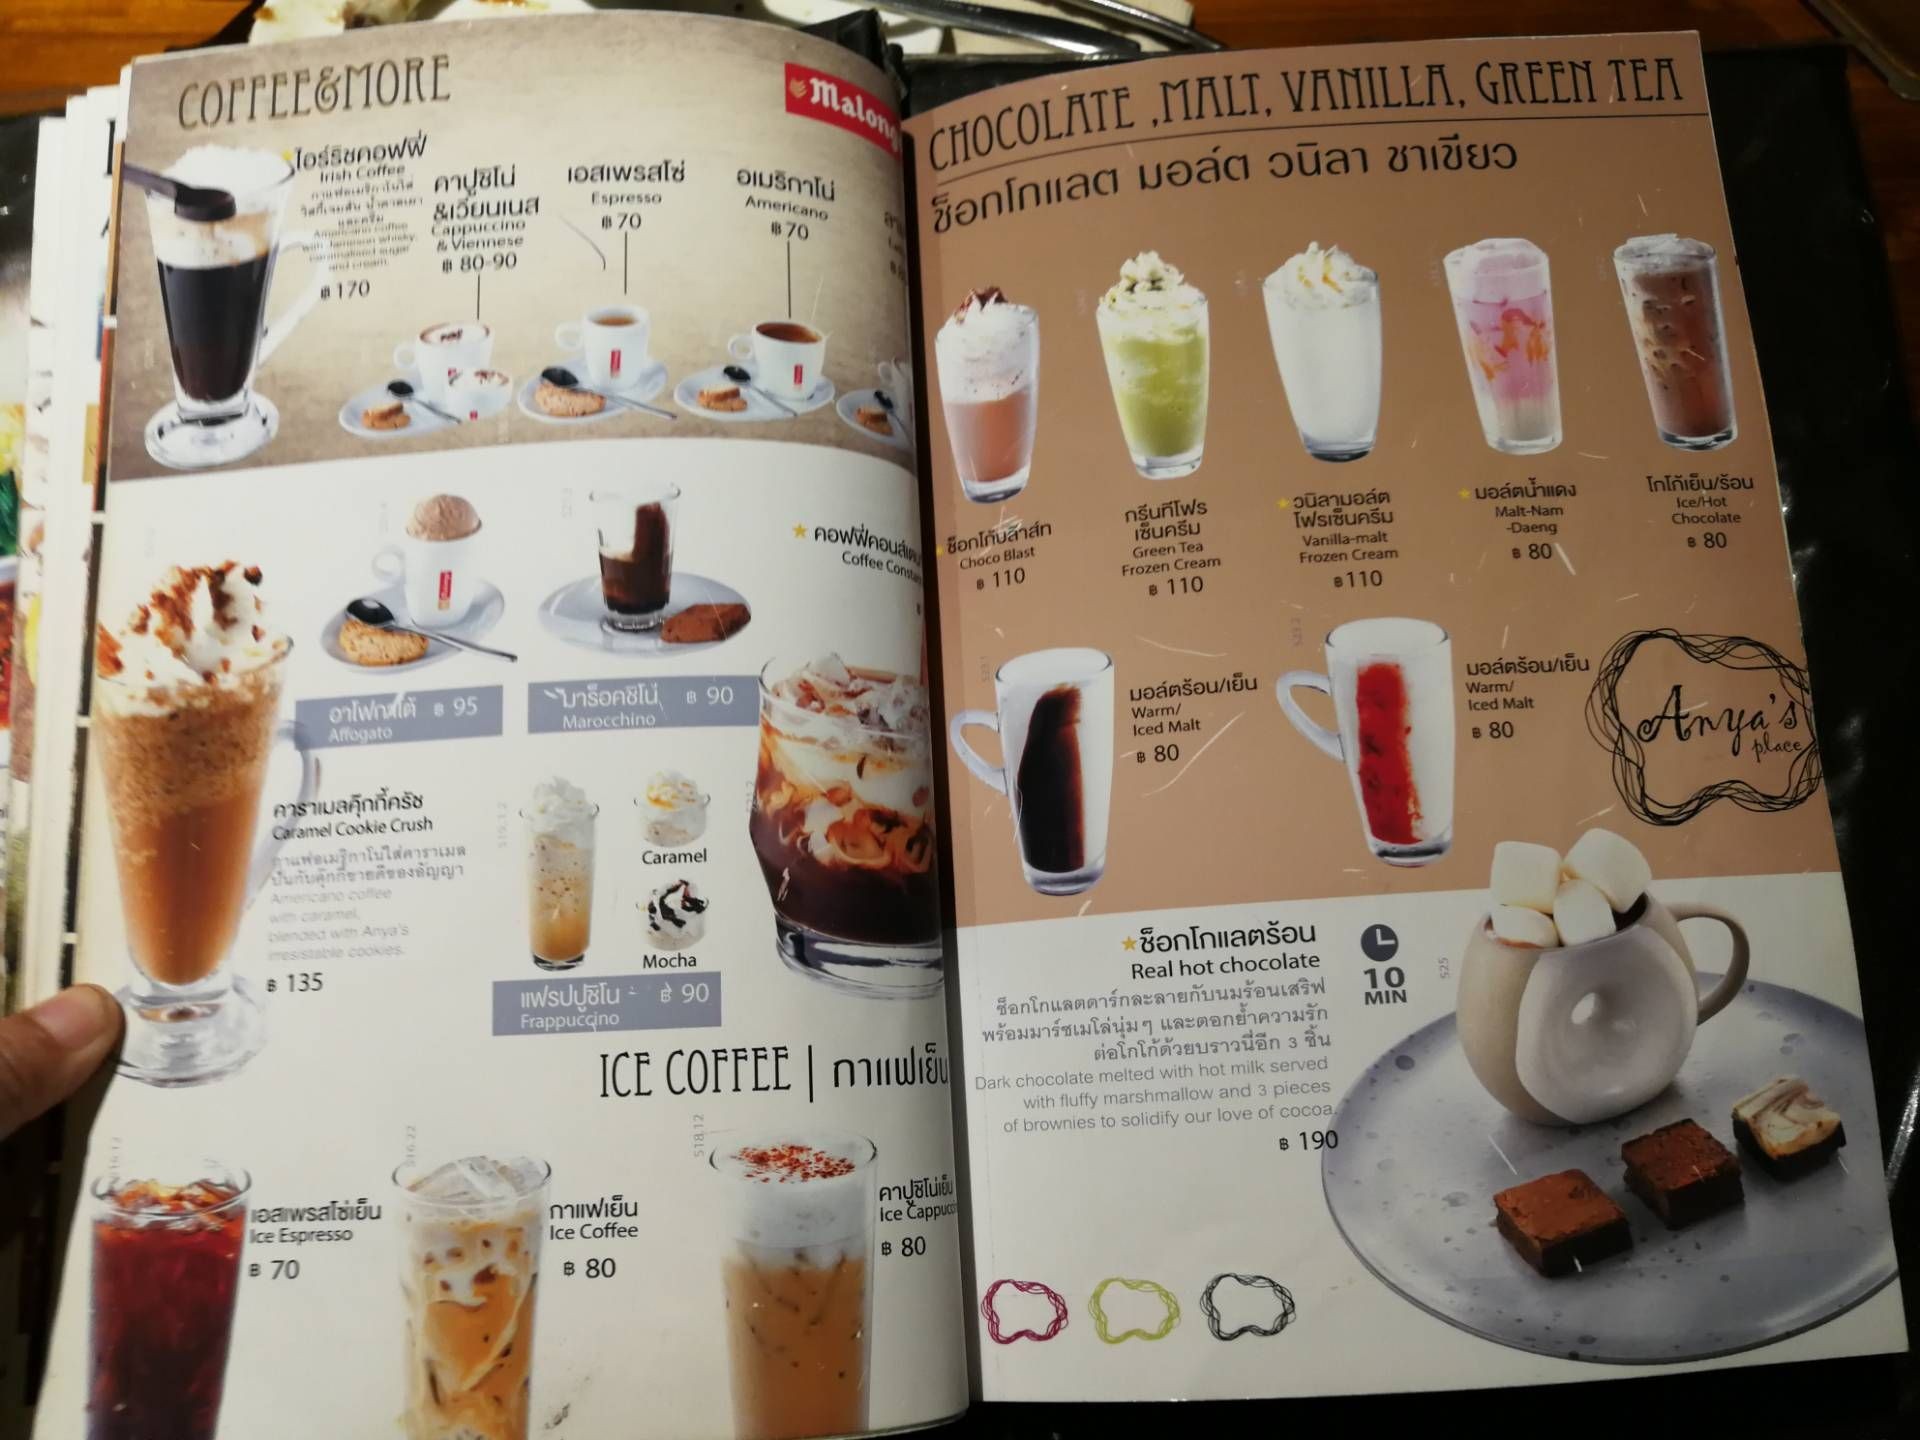 COFFEE&MORE
Malong
ไอร์ริชคอฟฟี่
Irish Coffee
กาแฟอเมริกาโนใส่
วิสกี้เจมสัน น้ำตาลเผา
และครีม
Americano coffee
with Jameson whisky,
caramalised sugar
and cream.
฿ 170
คาปูชิโน่
&เวียนเนส
Cappuccino
& Viennese
฿ 80-90
เอสเพรสโซ่
Espresso
฿ 70
อเมริกาโน่
Americano
฿ 70
อาโฟกาโต้ ฿ 95
Affogato
มาร็อคชิโน่ ฿ 90
Marocchino
คอฟฟี่คอนส์
Coffee Const
คาราเมลคุ๊กกี้ครัช
Caramel Cookie Crush
กาแฟอเมริกาโนใส่คาราเมล
ปั่นกับคุ๊กกี้ขายดีของอัญญา
Americano coffee
with caramel,
blended with Anya's
irresistable cookies.
฿ 135
S19.12
Caramel
Mocha
แฟรปปูชิโน ฿ 90
Frappuccino
ICE COFFEE | กาแฟเย็น
S16.12
เอสเพรสโซ่เย็น
Ice Espresso
฿ 70
S16.22
กาแฟเย็น
Ice Coffee
฿ 80
S18.12
คาปูชิโน่เย็น
Ice Cappucci
฿ 80
CHOCOLATE ,MALT, VANILLA, GREEN TEA
ช็อกโกแลต มอล์ต วนิลา ชาเขียว
ช็อกโกบลาส์ท
Choco Blast
฿ 110
กรีนทีโฟร
เซ็นครีม
Green Tea
Frozen Cream
฿ 110
วนิลามอล์ต
โฟรเซ็นครีม
Vanilla-malt
Frozen Cream
฿110
มอล์ตน้ำแดง
Malt-Nam
-Daeng
฿ 80
โกโก้เย็น/ร้อน
Ice/Hot
Chocolate
฿ 80
S23.1
มอล์ตร้อน/เย็น
Warm/
Iced Malt
฿ 80
S23.2
มอล์ตร้อน/เย็น
Warm/
Iced Malt
฿ 80
Anya's
place
ช็อกโกแลตร้อน
Real hot chocolate
ช็อกโกแลตดาร์กละลายกับนมร้อนเสริฟ
พร้อมมาร์ชเมโล่นุ่มๆ และตอกย้ำความรัก
ต่อโกโก้ด้วยบราวนี่อีก 3 ชิ้น
Dark chocolate melted with hot milk served
with fluffy marshmallow and 3 pieces
of brownies to solidify our love of cocoa.
฿ 190
10
MIN
S25